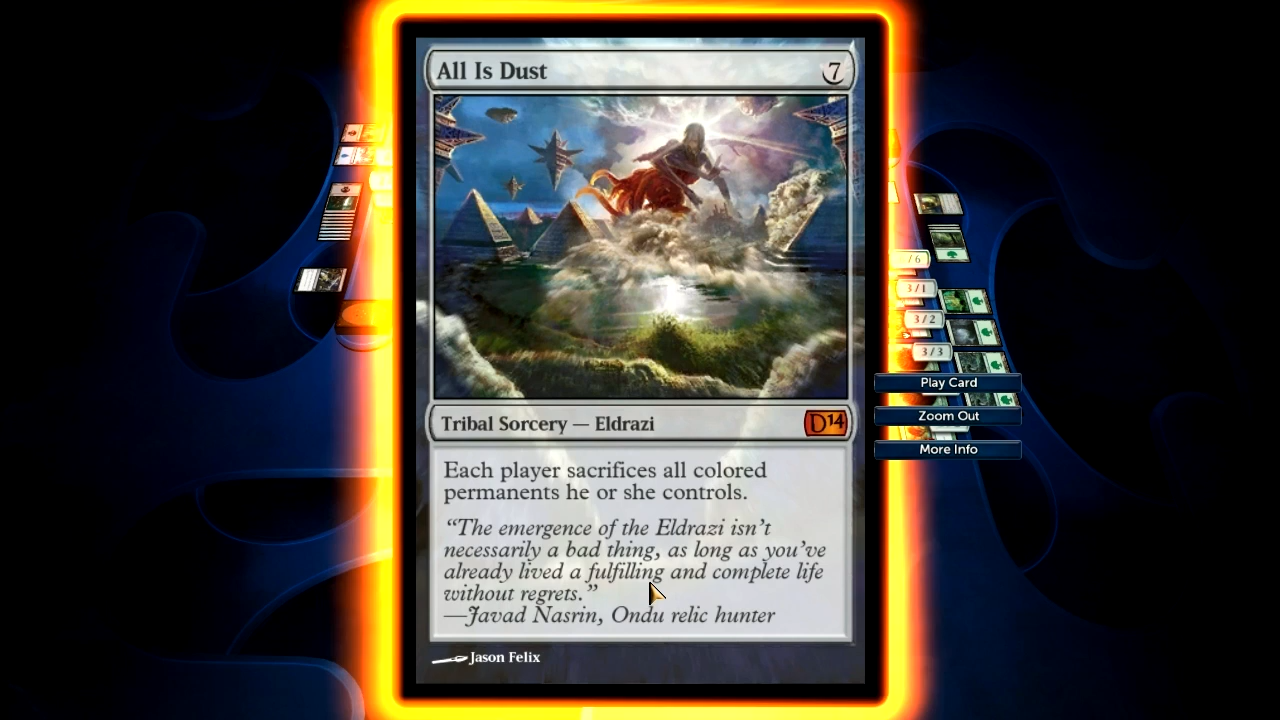 All Is Dust
7
Tribal Sorcery — Eldrazi
D14
Each player sacrifices all colored
permanents he or she controls.
“The emergence of the Eldrazi isn’t
necessarily a bad thing, as long as you’ve
already lived a fulfilling and complete life
without regrets.”
—Javad Nasrin, Ondu relic hunter
Jason Felix
/ 6
3 / 1
3 / 2
3 / 3
Play Card
Zoom Out
More Info